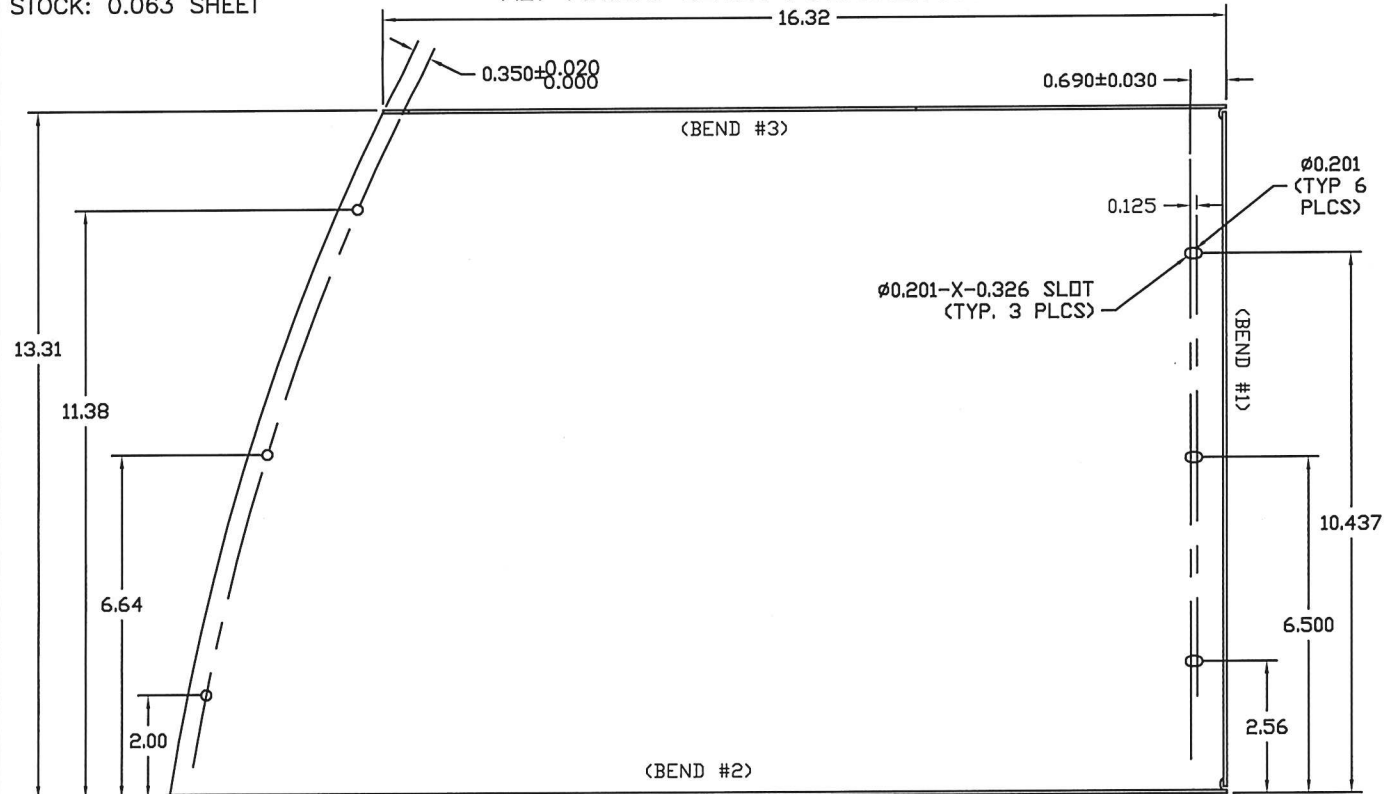 STOCK: 0.063 SHEET
16.32
0.350±0.020
0.000
0.690±0.030
(BEND #3)
Ø0.201
(TYP 6
PLCS)
0.125
Ø0.201-X-0.326 SLOT
(TYP. 3 PLCS)
(BEND #1)
13.31
11.38
10.437
6.64
6.500
2.00
2.56
(BEND #2)